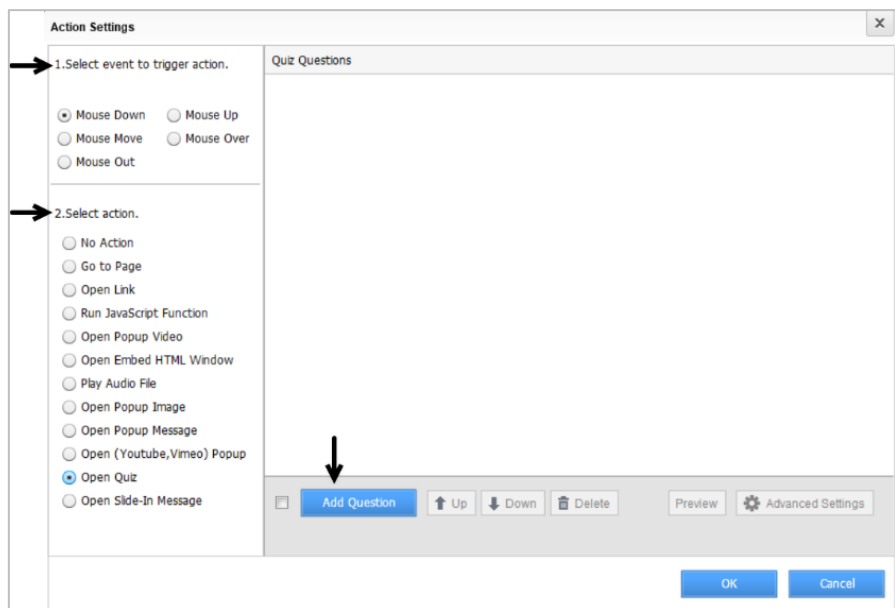 Action Settings
1.Select event to trigger action.
Mouse Down Mouse Up
Mouse Move Mouse Over
Mouse Out
2.Select action.
No Action
Go to Page
Open Link
Run JavaScript Function
Open Popup Video
Open Embed HTML Window
Play Audio File
Open Popup Image
Open Popup Message
Open (Youtube,Vimeo) Popup
Open Quiz
Open Slide-In Message
Quiz Questions
Add Question Up Down Delete Preview Advanced Settings
OK Cancel